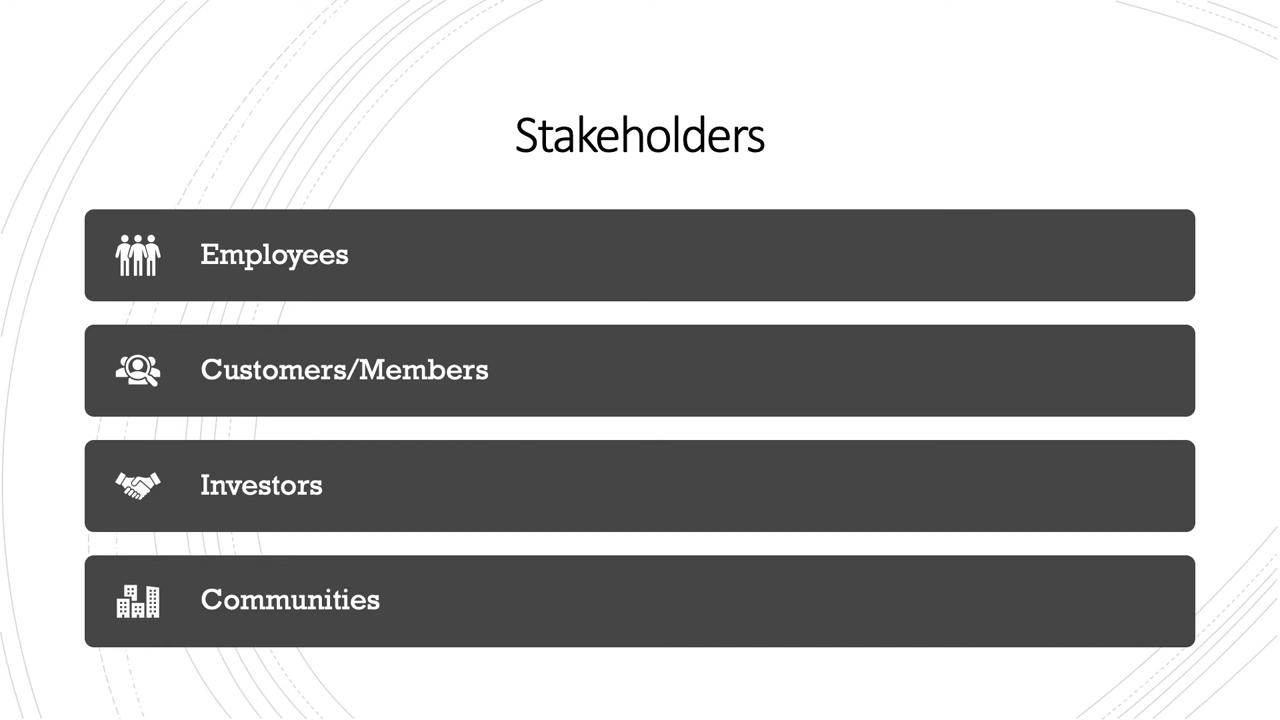 Stakeholders
Employees
Customers/Members
Investors
Communities